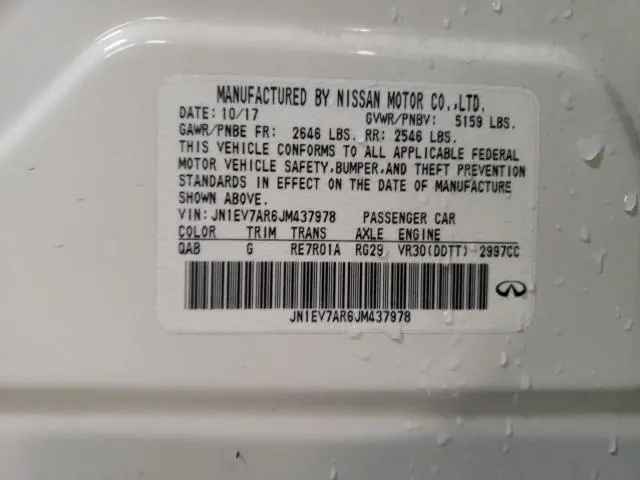 MANUFACTURED BY NISSAN MOTOR CO.,LTD.
DATE: 10/17 GVWR/PNBV: 5159 LBS.
GAWR/PNBE FR: 2646 LBS. RR: 2546 LBS.
THIS VEHICLE CONFORMS TO ALL APPLICABLE FEDERAL
MOTOR VEHICLE SAFETY,BUMPER,AND THEFT PREVENTION
STANDARDS IN EFFECT ON THE DATE OF MANUFACTURE
SHOWN ABOVE.
VIN: JN1EV7AR6JM437978 PASSENGER CAR
COLOR TRIM TRANS AXLE ENGINE
QAB G RE7R01A RG29 VR30(DDTT) 2997CC
JN1EV7AR6JM437978